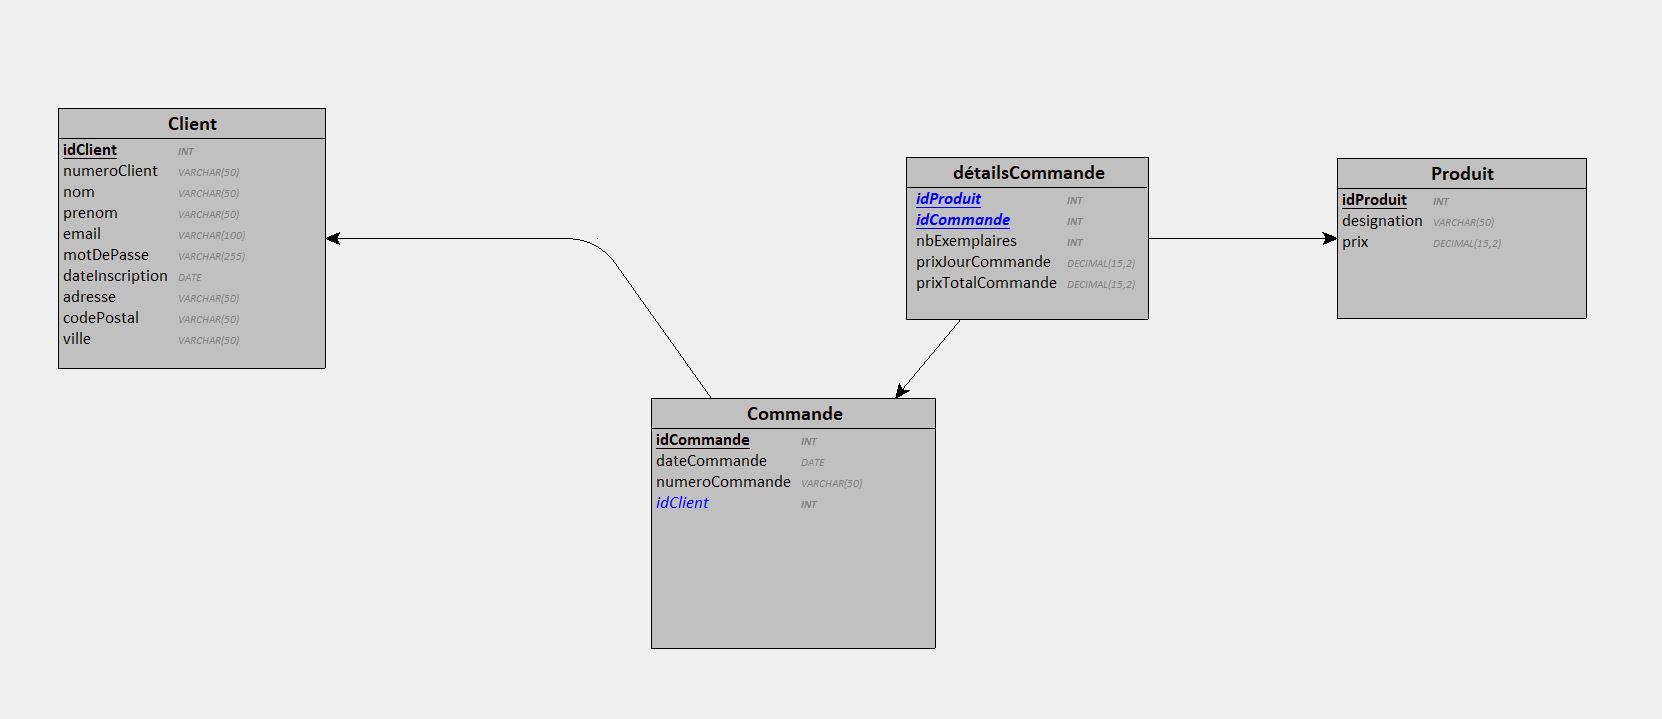 Client
idClient INT
numeroClient VARCHAR(50)
nom VARCHAR(50)
prenom VARCHAR(50)
email VARCHAR(100)
motDePasse VARCHAR(255)
dateInscription DATE
adresse VARCHAR(50)
codePostal VARCHAR(50)
ville VARCHAR(50)
détailsCommande
idProduit INT
idCommande INT
nbExemplaires INT
prixJourCommande DECIMAL(15,2)
prixTotalCommande DECIMAL(15,2)
Produit
idProduit INT
designation VARCHAR(50)
prix DECIMAL(15,2)
Commande
idCommande INT
dateCommande DATE
numeroCommande VARCHAR(50)
idClient INT